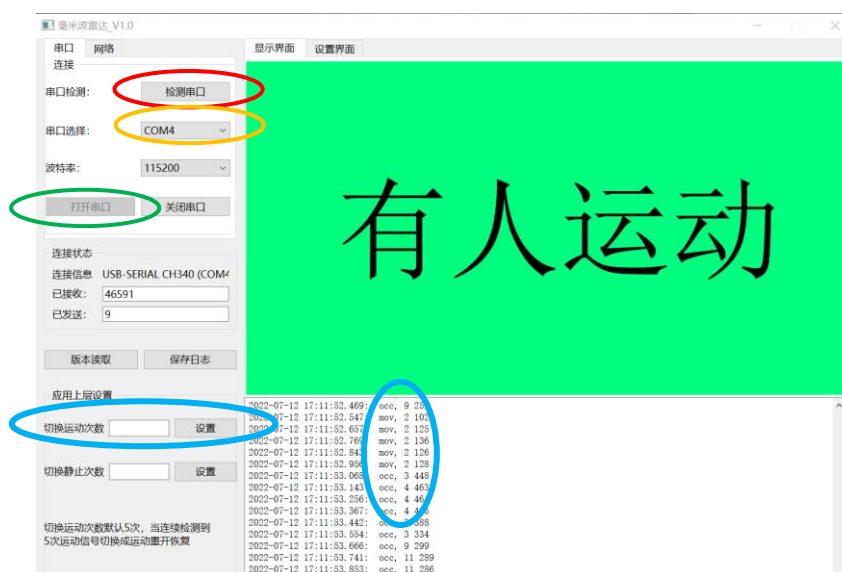 毫米波雷达_V1.0
串口 网络
连接
串口检测: 检测串口
串口选择: COM4
波特率: 115200
打开串口 关闭串口
连接状态
连接信息 USB-SERIAL CH340 (COM4
已接收: 46591
已发送: 9
版本读取 保存日志
应用上层设置
切换运动次数 设置
切换静止次数 设置
切换运动次数默认5次，当连续检测到
5次运动信号切换成运动重开恢复
显示界面 设置界面
有人运动
2022-07-12 17:11:52.469: occ, 9
2022-07-12 17:11:52.547: mov, 2 102
2022-07-12 17:11:52.657: mov, 2 125
2022-07-12 17:11:52.769: mov, 2 136
2022-07-12 17:11:52.843: mov, 2 126
2022-07-12 17:11:52.956: mov, 2 128
2022-07-12 17:11:53.068: occ, 3 448
2022-07-12 17:11:53.143: occ, 4 463
2022-07-12 17:11:53.256: occ, 4
2022-07-12 17:11:53.367: occ, 4
2022-07-12 17:11:53.442: 388
2022-07-12 17:11:53.554: occ, 3 334
2022-07-12 17:11:53.666: occ, 9 299
2022-07-12 17:11:53.741: occ, 11 289
2022-07-12 17:11:53.853: occ, 11 286